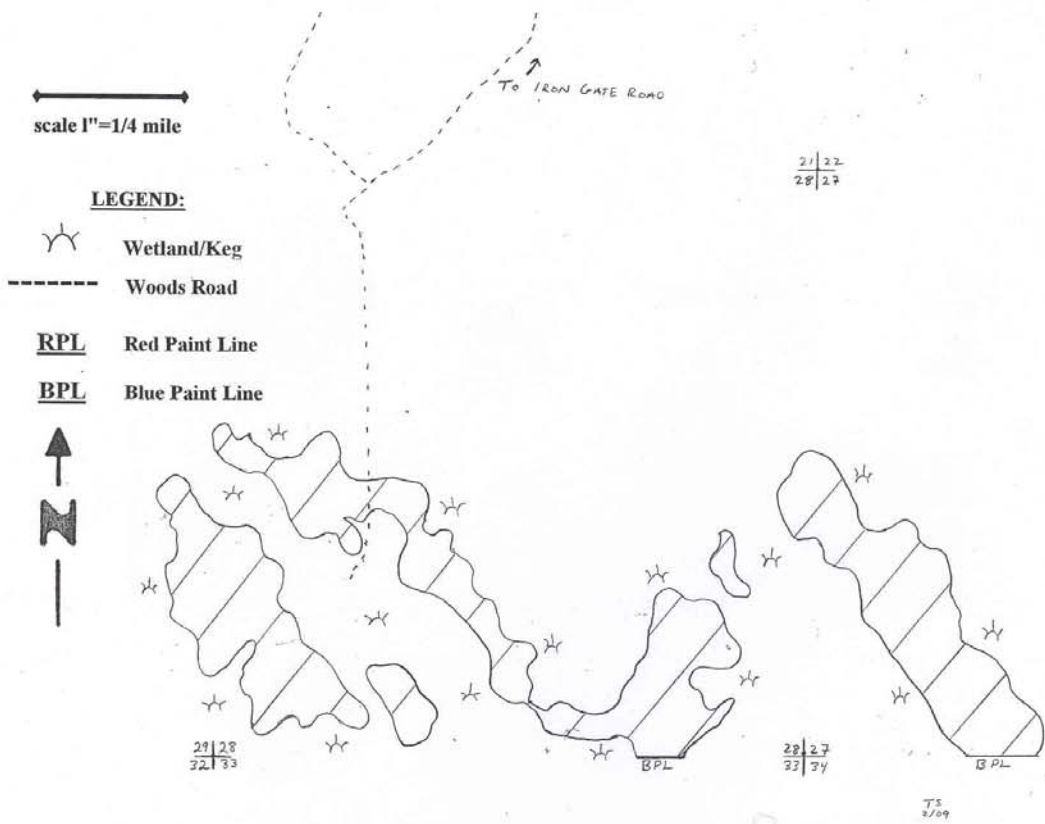 TO IRON GATE ROAD
scale 1"=1/4 mile
21 22
28 27
LEGEND:
Wetland/Keg
Woods Road
RPL Red Paint Line
BPL Blue Paint Line
N
29 28
32 33
BPL
28 27
33 34
BPL
TS
2/09